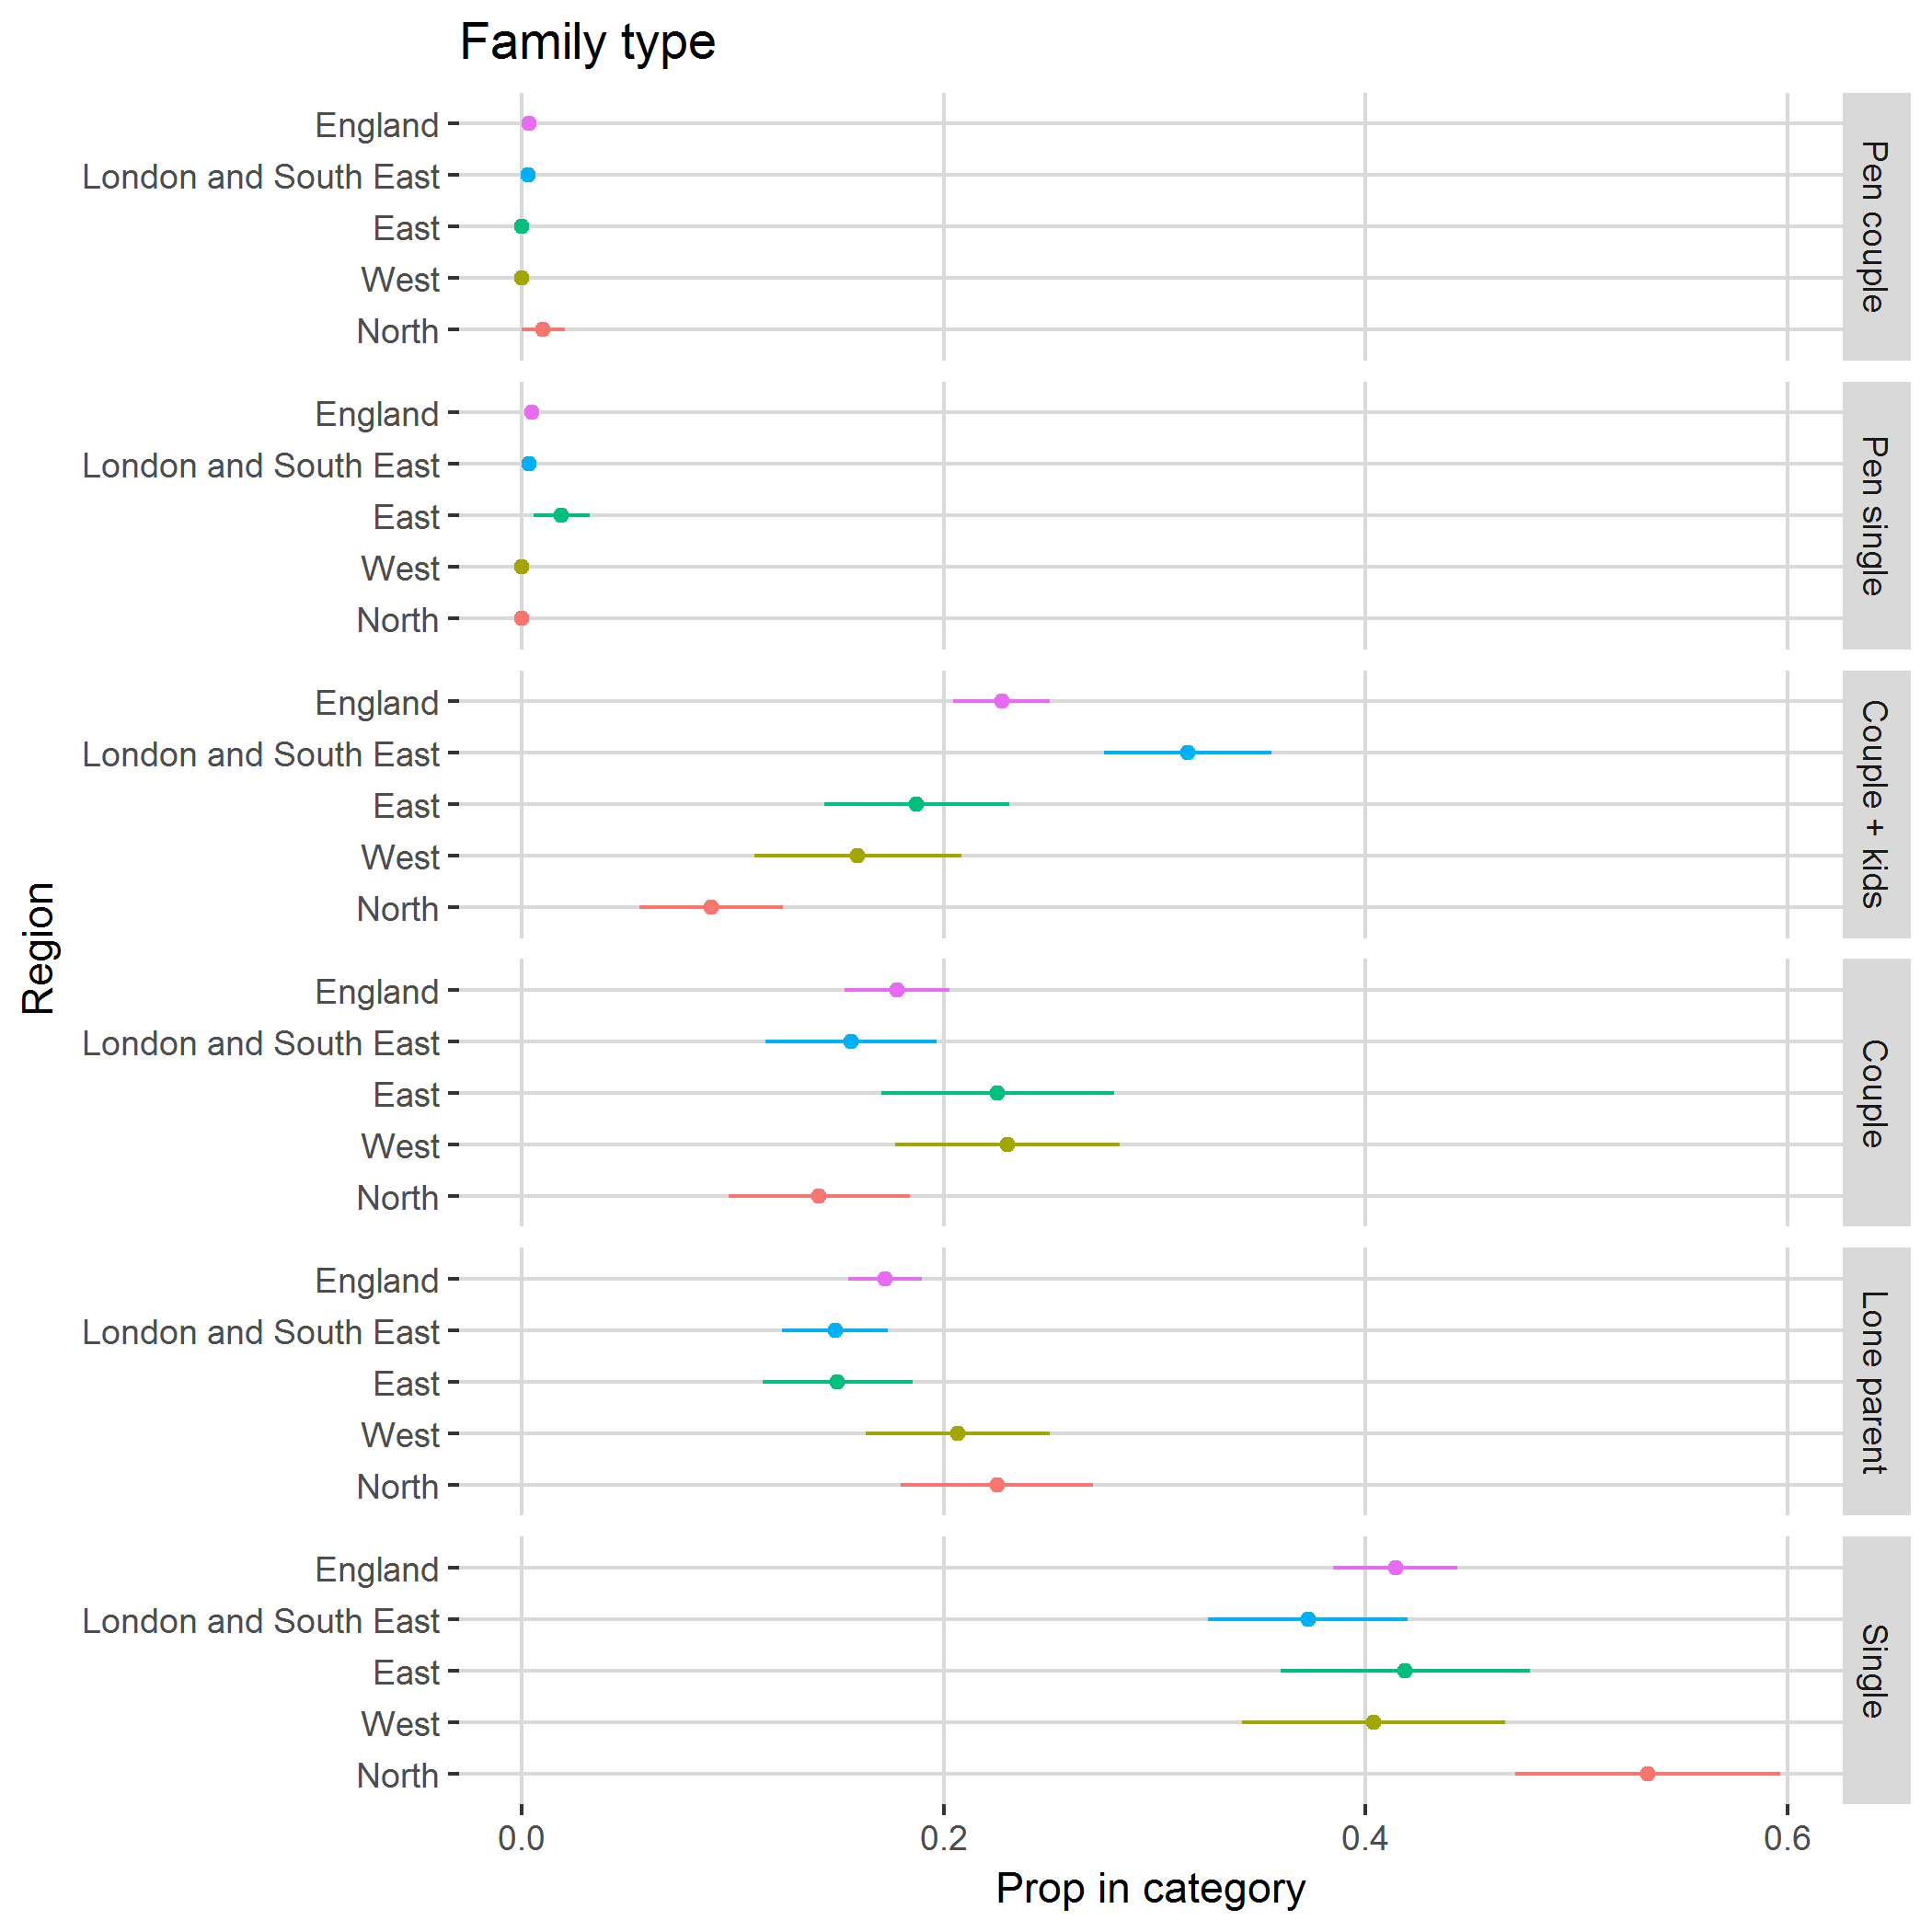 Family type
England
London and South East
East
West
North
Pen couple
England
London and South East
East
West
North
Pen single
England
London and South East
East
West
North
Couple + kids
England
London and South East
East
West
North
Couple
England
London and South East
East
West
North
Lone parent
England
London and South East
East
West
North
Single
Region
0.0 0.2 0.4 0.6
Prop in category